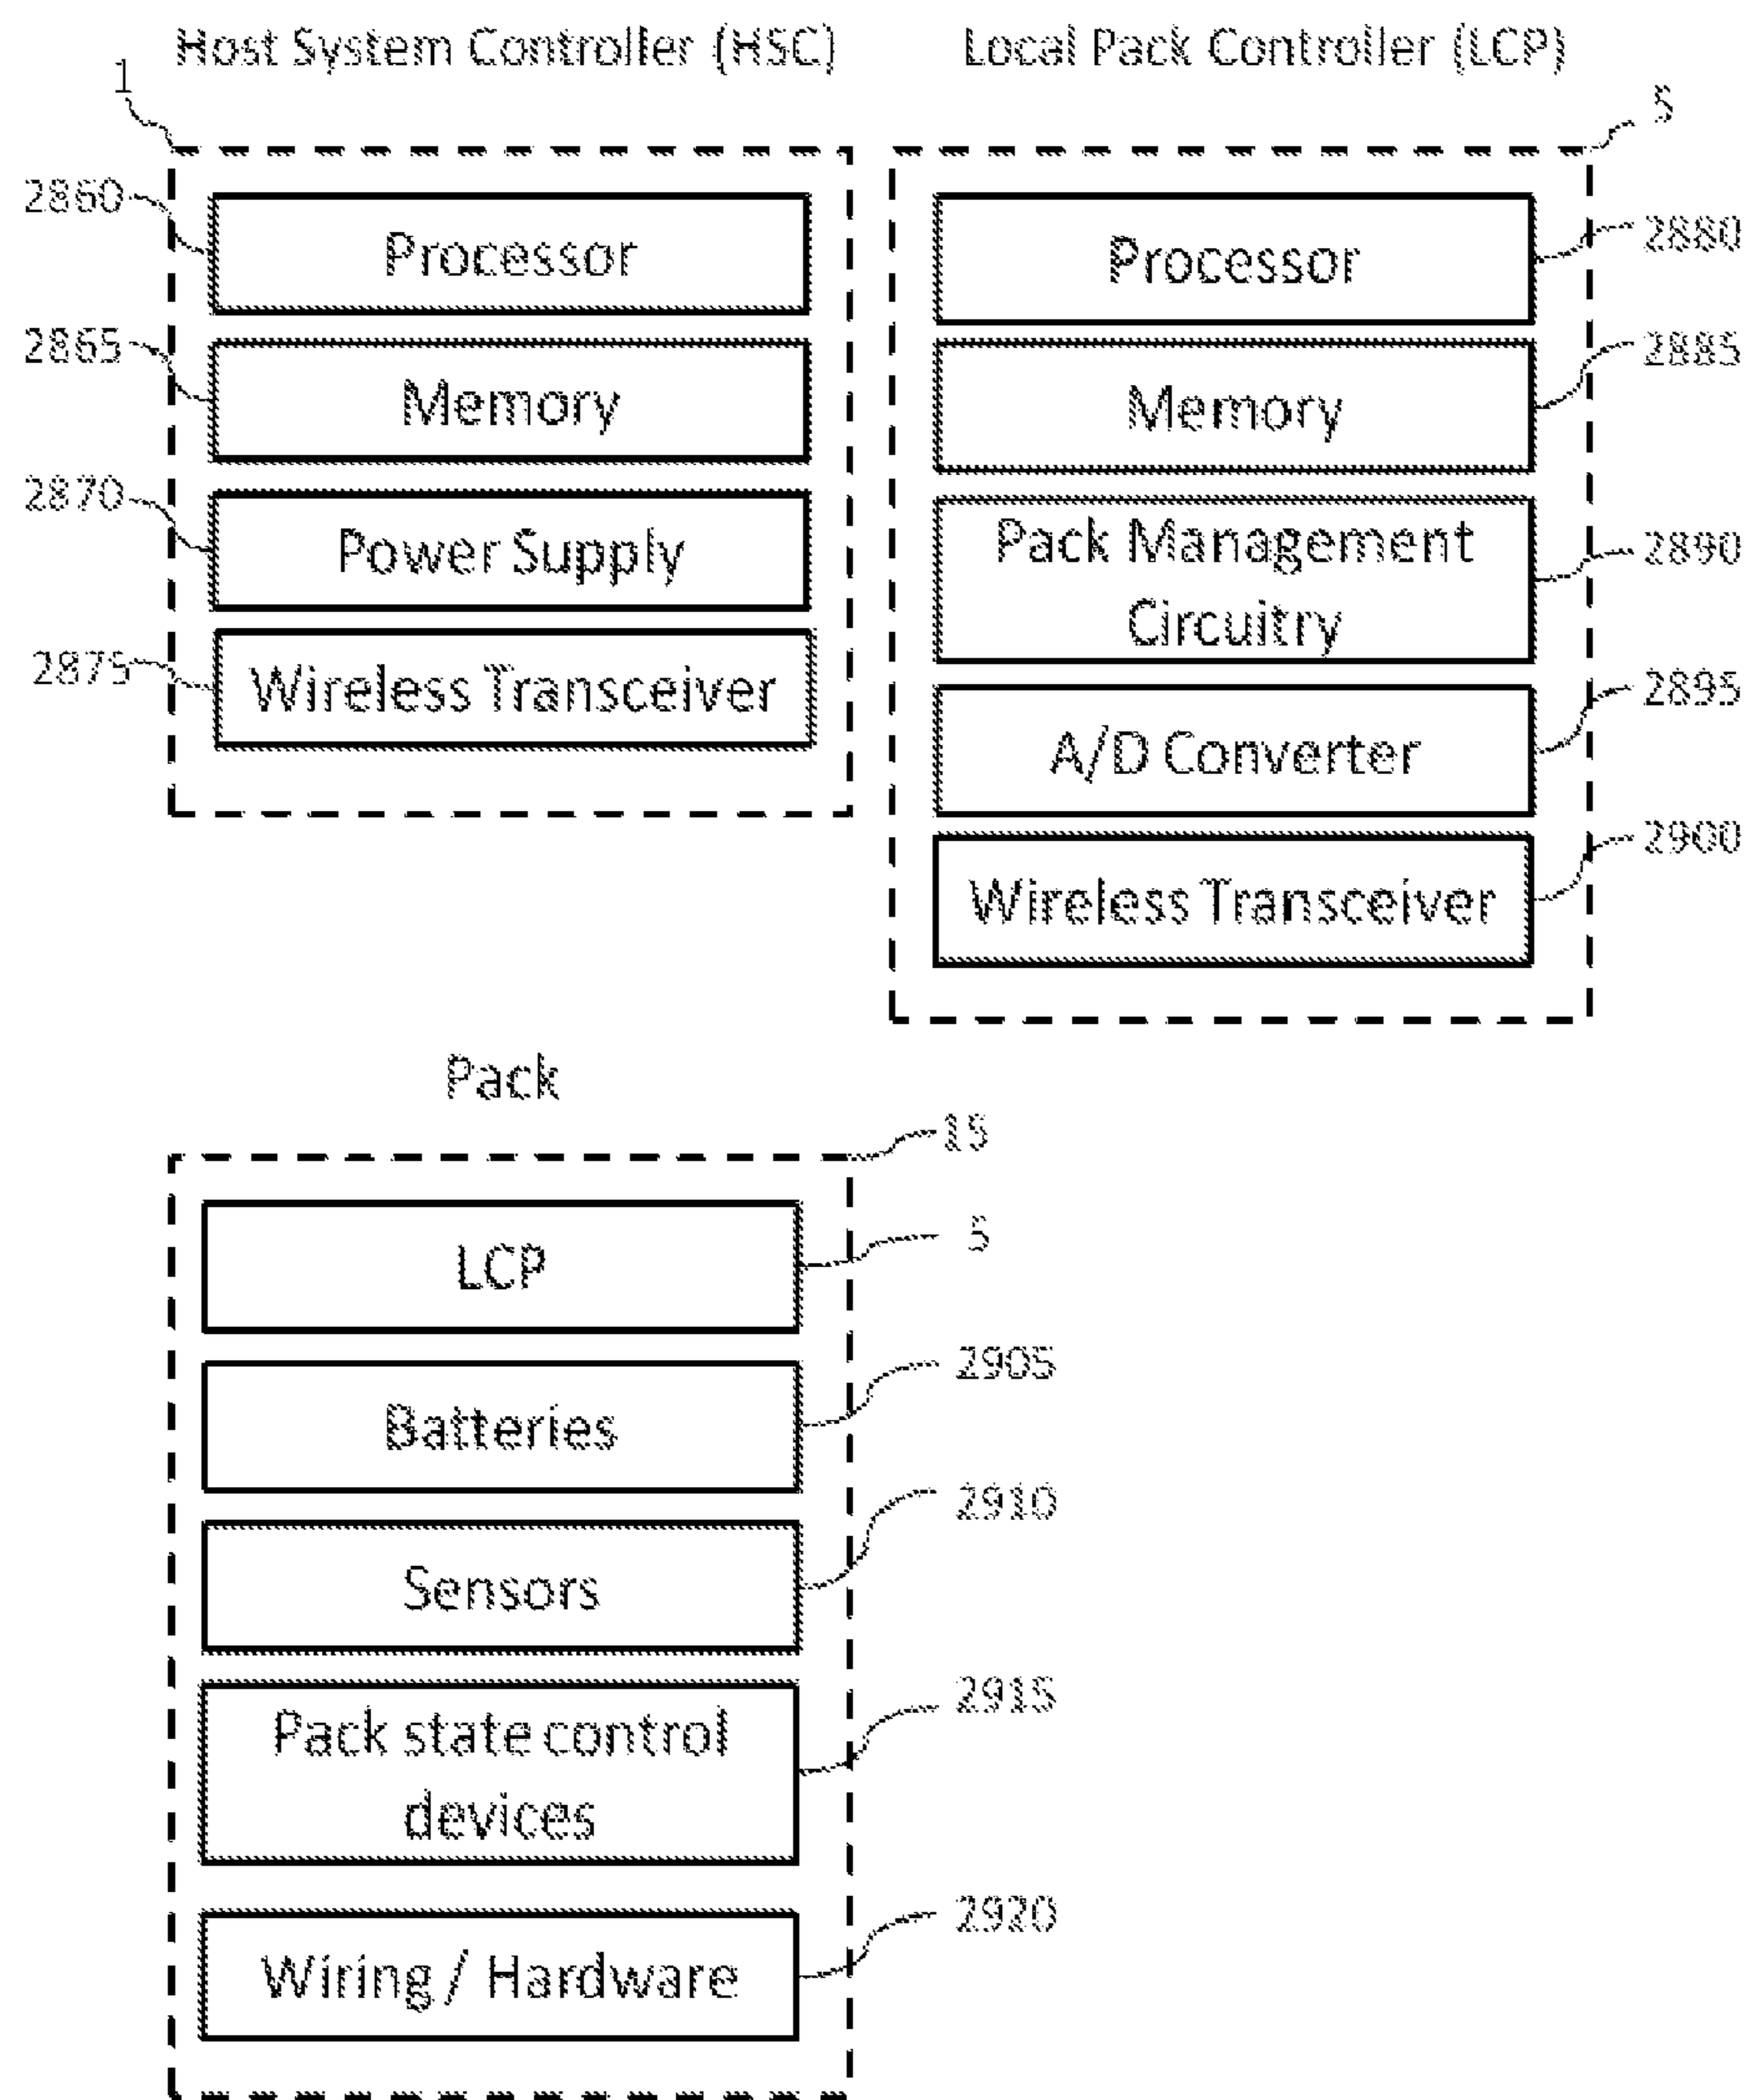 Host System Controller (HSC)
1
2860
Processor
2865
Memory
2870
Power Supply
2875
Wireless Transceiver
Local Pack Controller (LCP)
5
Processor
2880
Memory
2885
Pack Management
Circuitry
2890
A/D Converter
2895
Wireless Transceiver
2900
Pack
15
LCP
5
Batteries
2905
Sensors
2910
Pack state control
devices
2915
Wiring / Hardware
2920